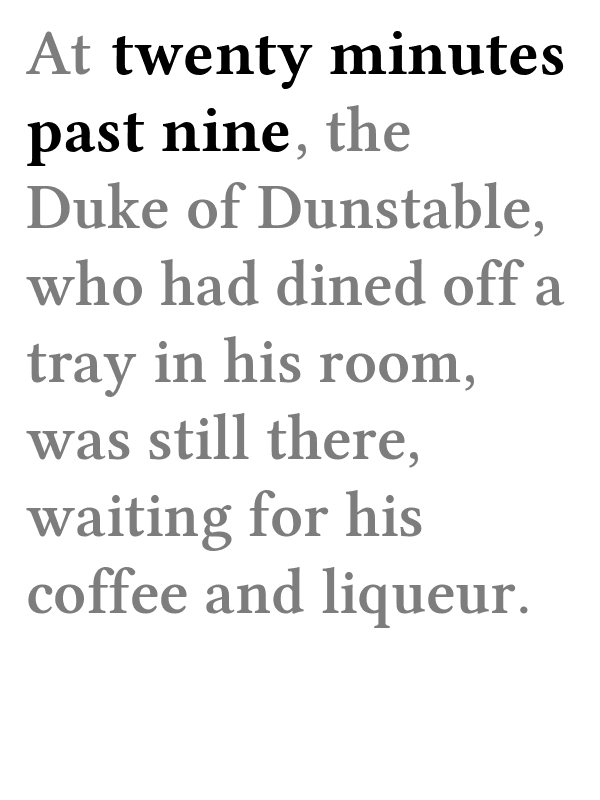 At twenty minutes
past nine, the
Duke of Dunstable,
who had dined off a
tray in his room,
was still there,
waiting for his
coffee and liqueur.